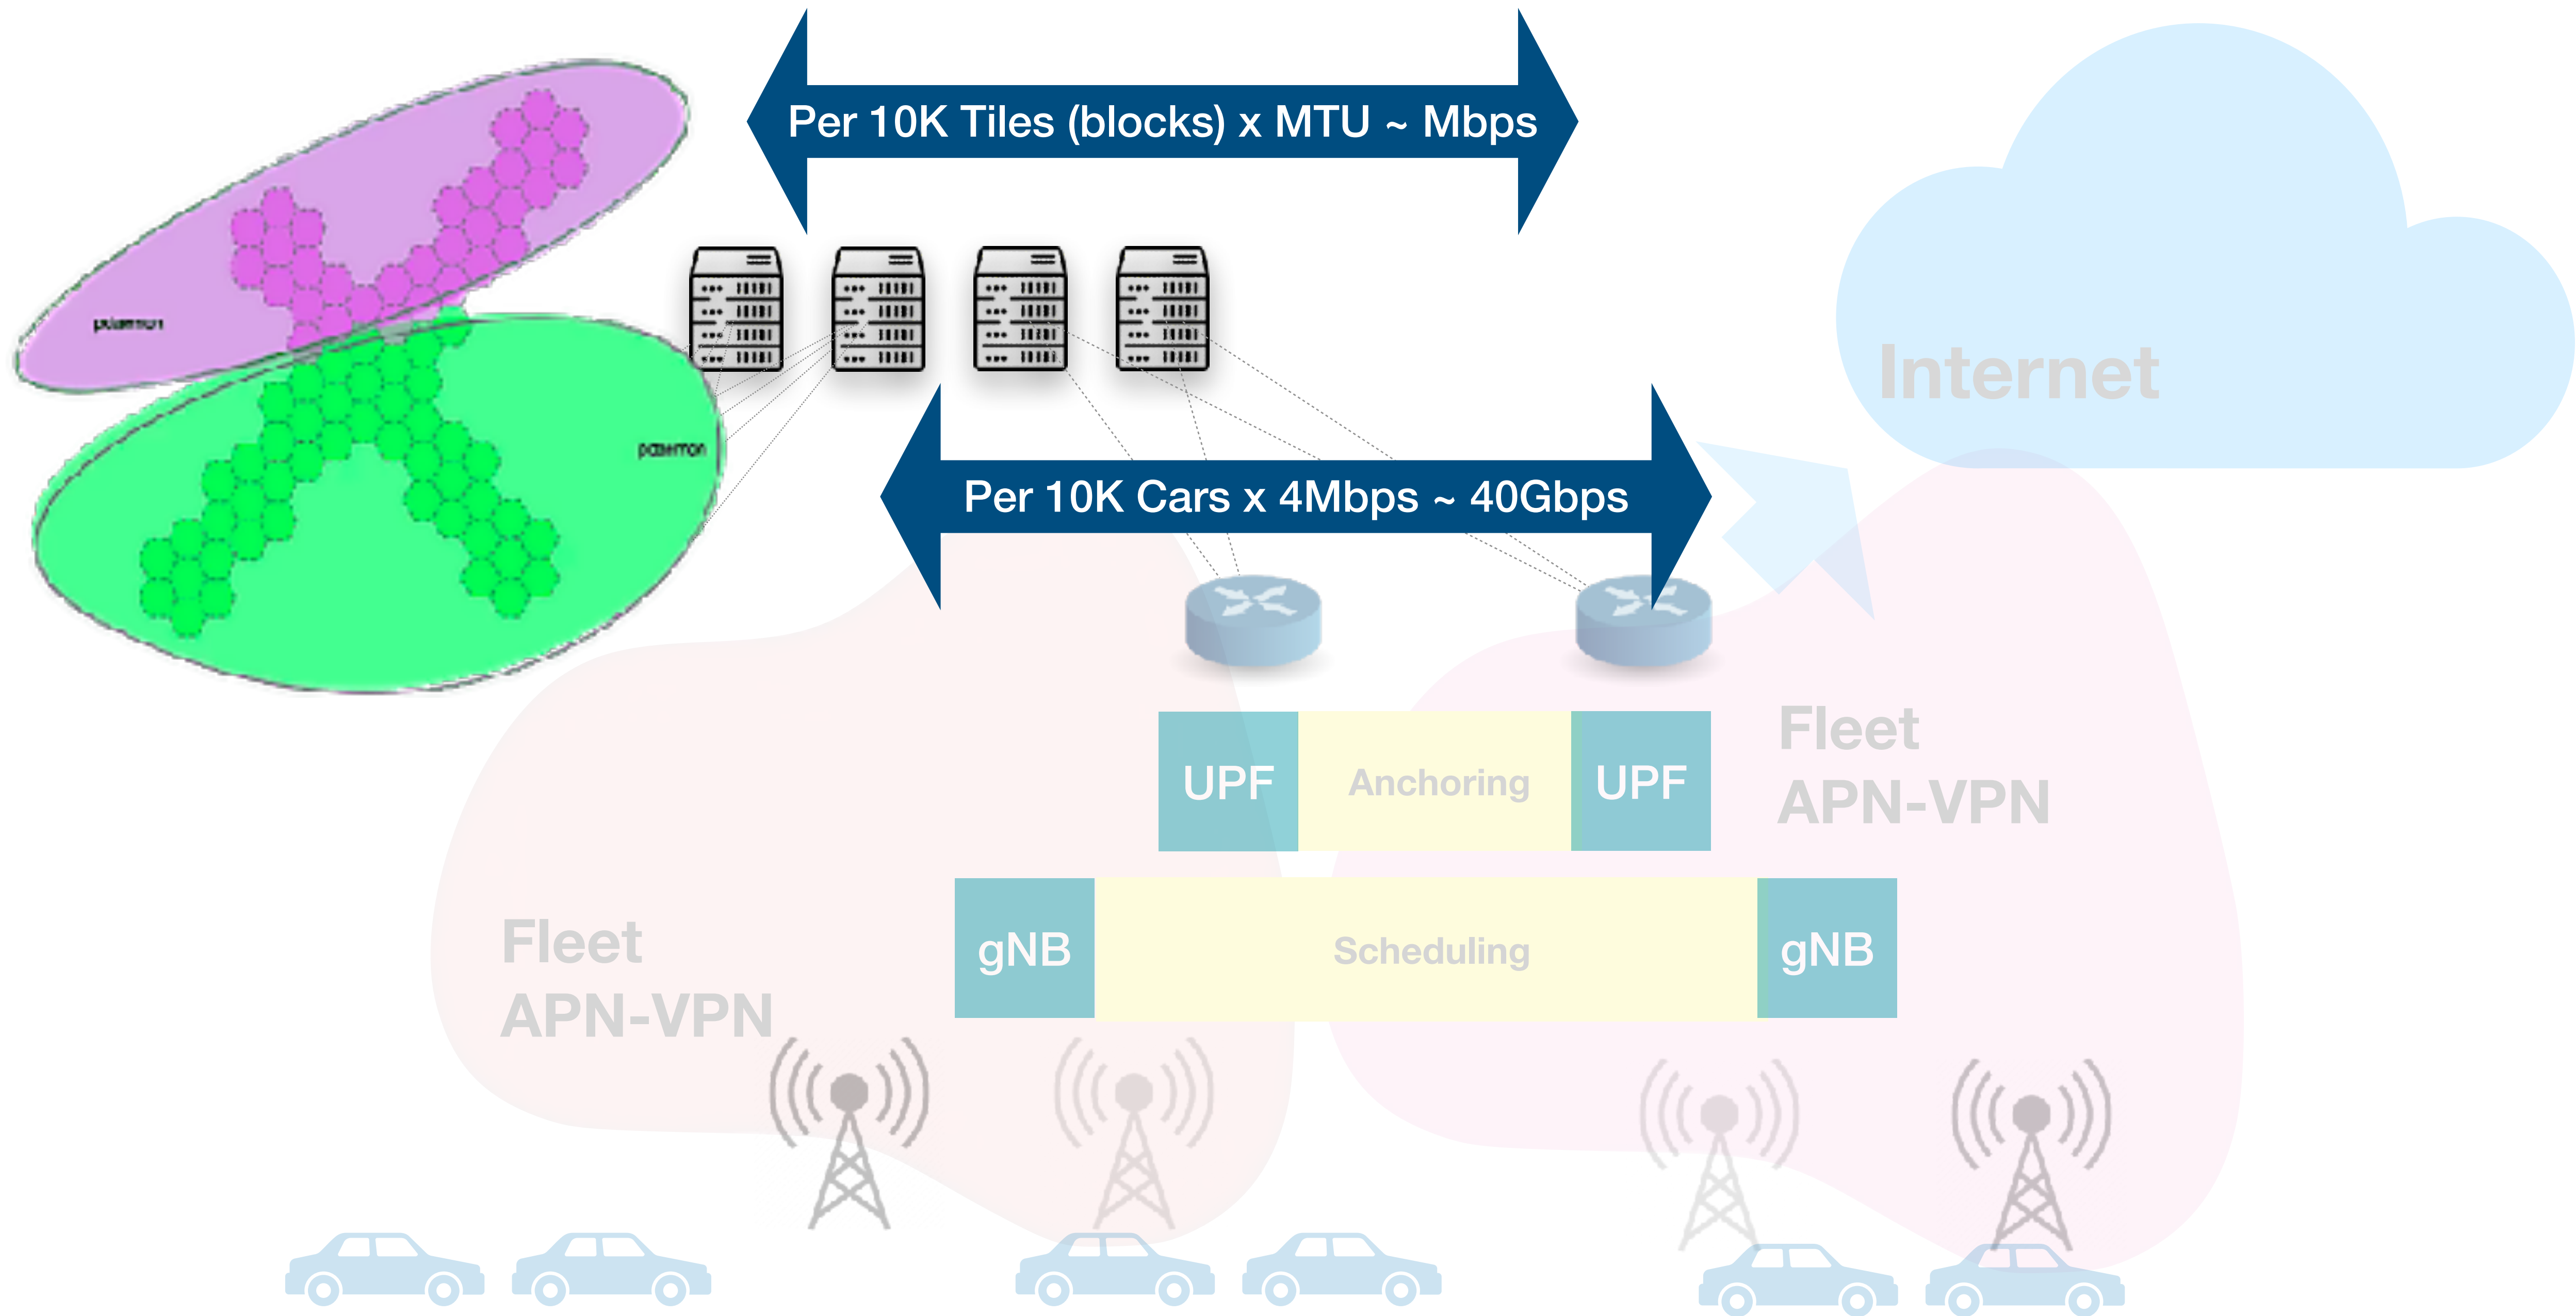 Per 10K Tiles (blocks) x MTU ~ Mbps
Internet
Per 10K Cars x 4Mbps ~ 40Gbps
Fleet
APN-VPN
UPF
Anchoring
UPF
Fleet
APN-VPN
gNB
Scheduling
gNB